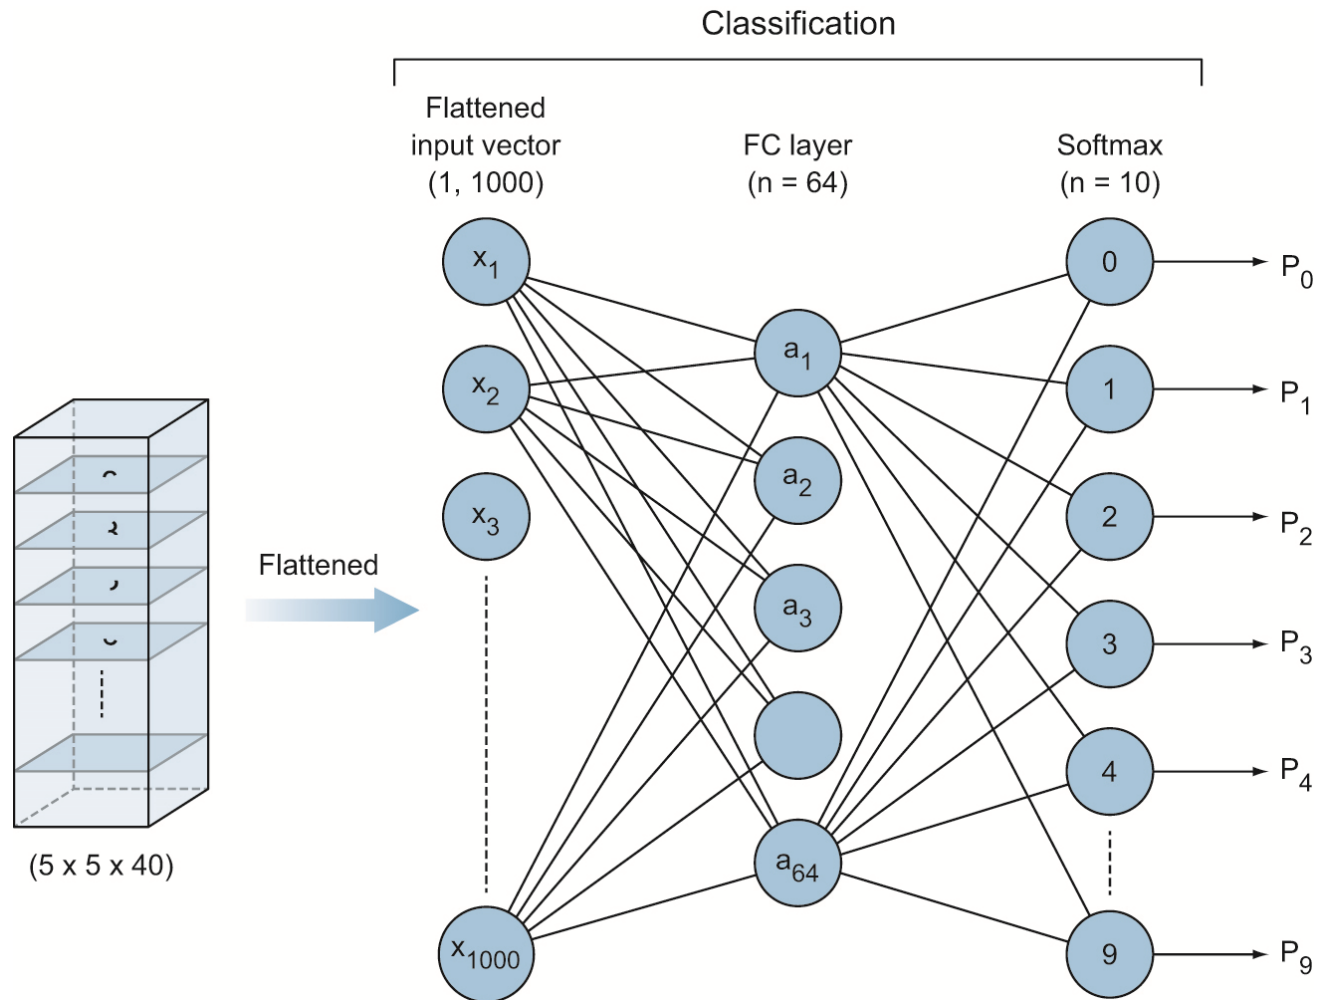 Classification
Flattened
input vector
(1, 1000)
FC layer
(n = 64)
Softmax
(n = 10)
x1
x2
x3
x1000
a1
a2
a3
a64
0
1
2
3
4
9
P0
P1
P2
P3
P4
P9
Flattened
(5 x 5 x 40)